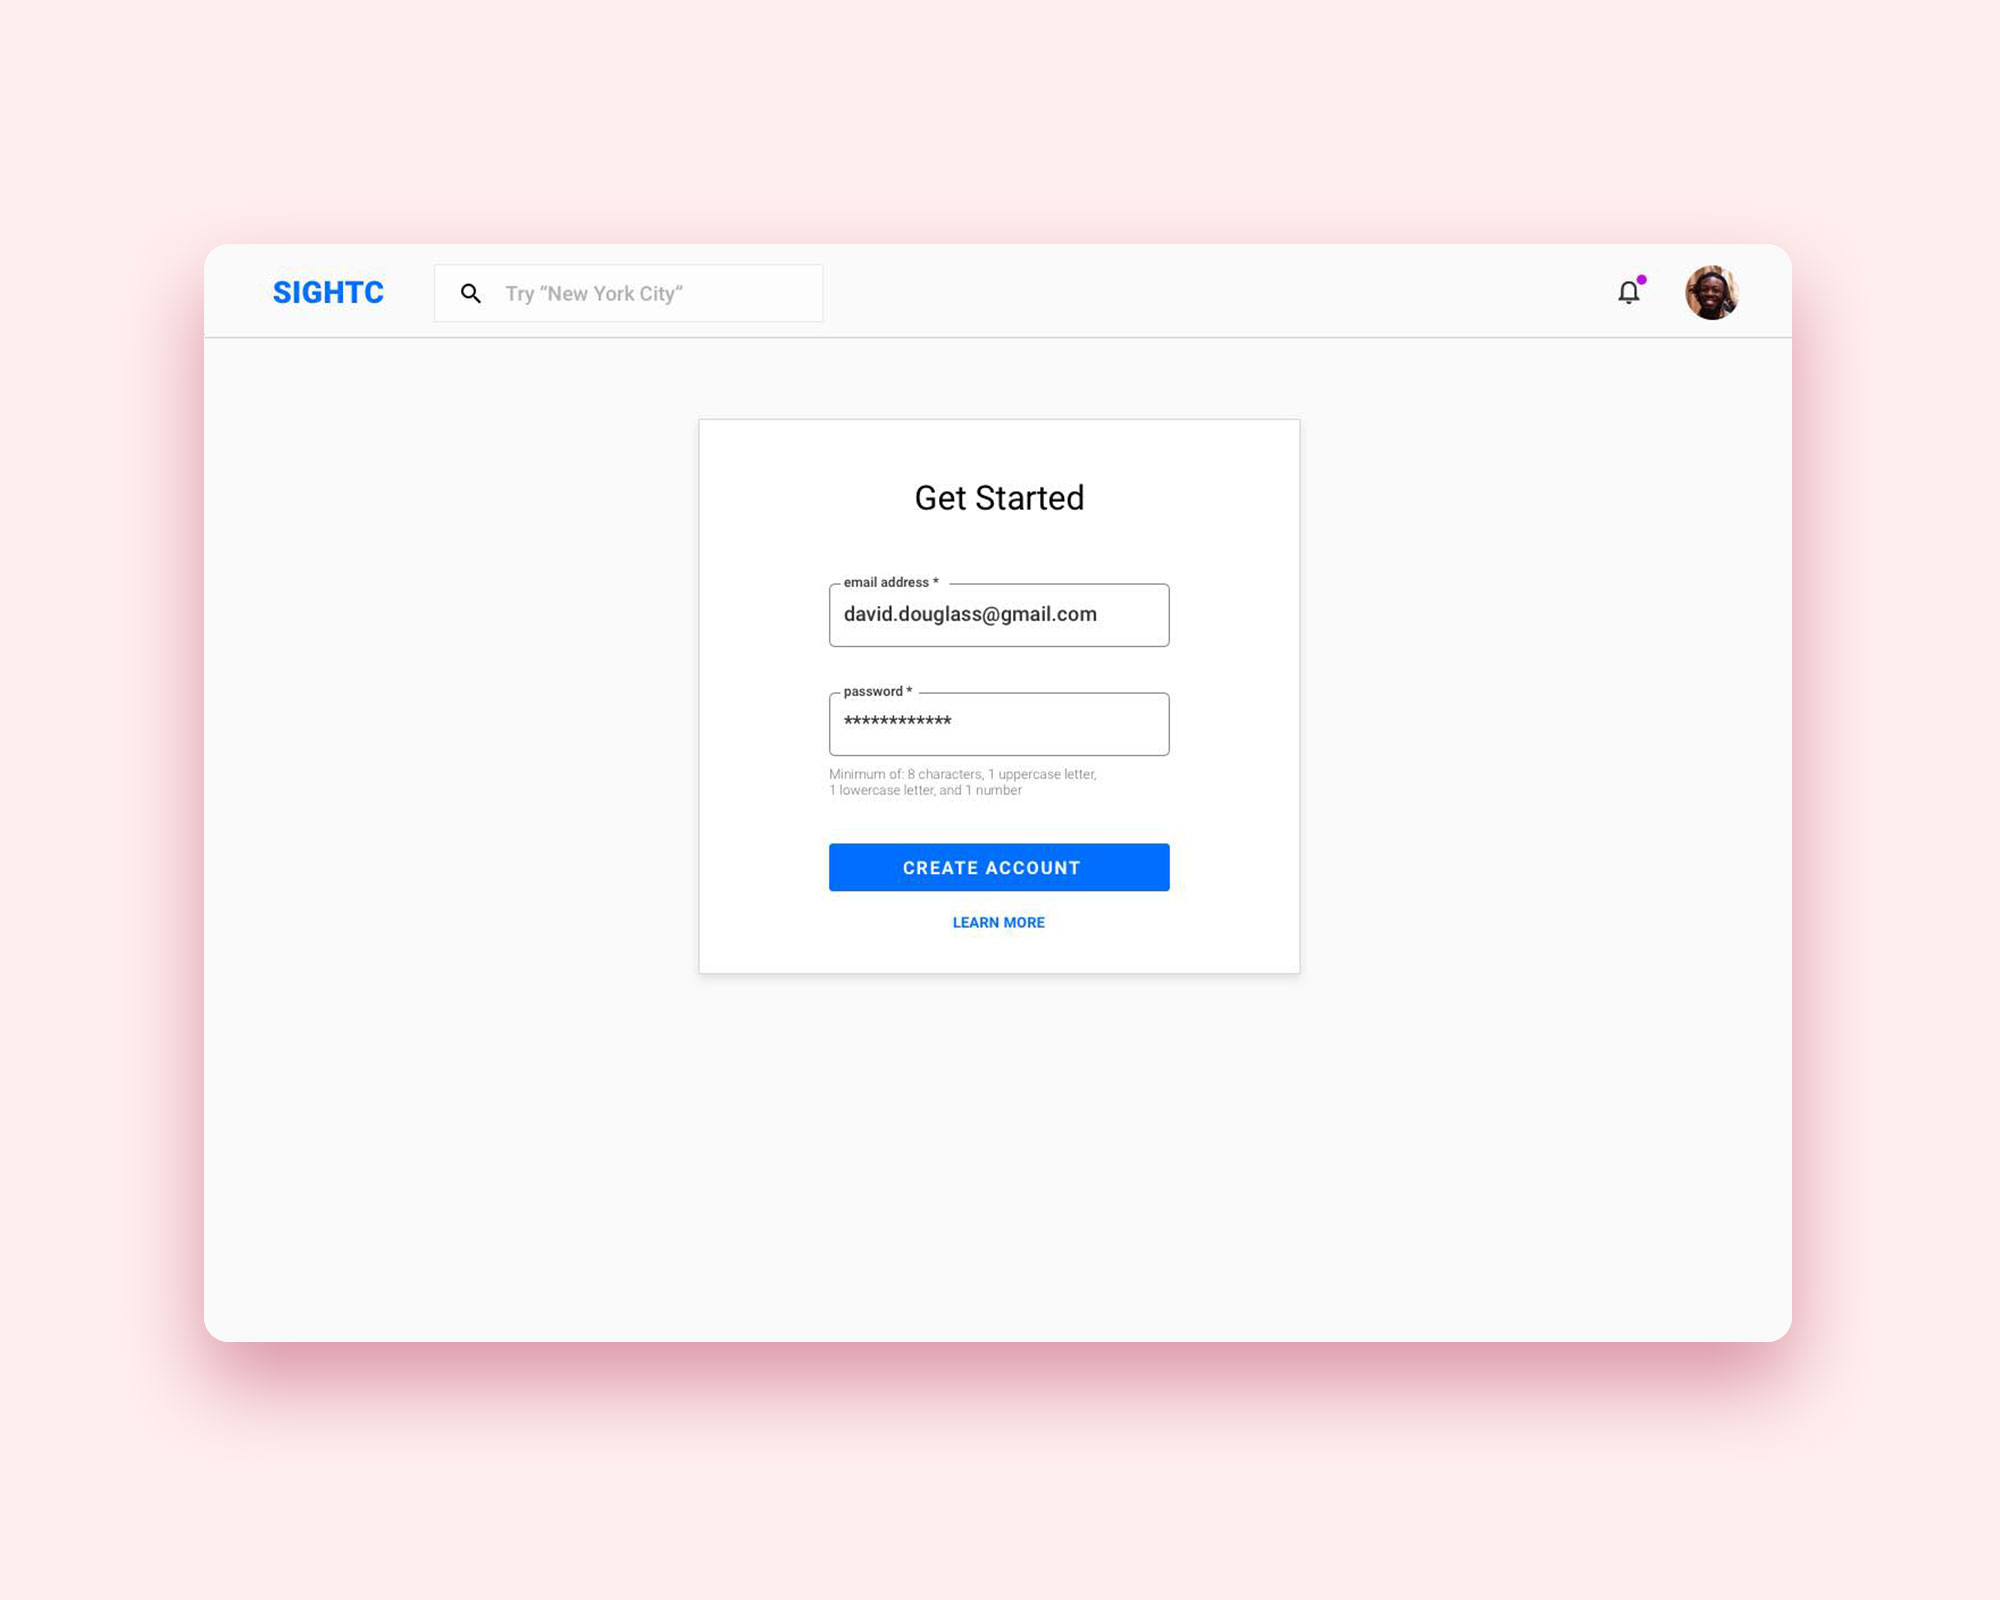 SIGHTC
Try “New York City”
Get Started
email address *
david.douglass@gmail.com
password *
************
Minimum of: 8 characters, 1 uppercase letter,
1 lowercase letter, and 1 number
CREATE ACCOUNT
LEARN MORE